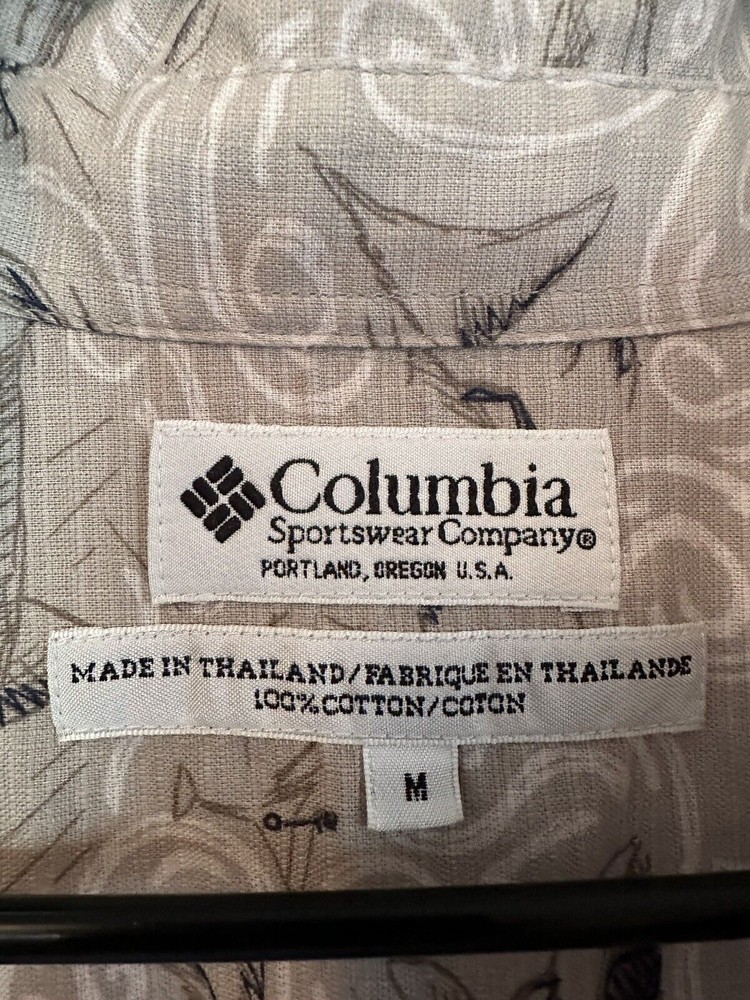 Columbia
Sportswear Company®
PORTLAND, OREGON U.S.A.
MADE IN THAILAND/FABRIQUE EN THAILANDE
100% COTTON/COTON
M